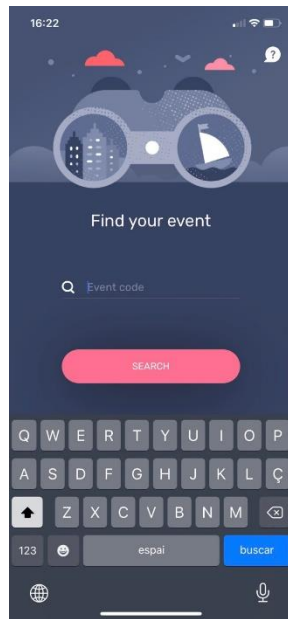 16:22
?
Find your event
Event code
SEARCH
Q W E R T Y U I O P
A S D F G H J K L Ç
Z X C V B N M
123 espai buscar